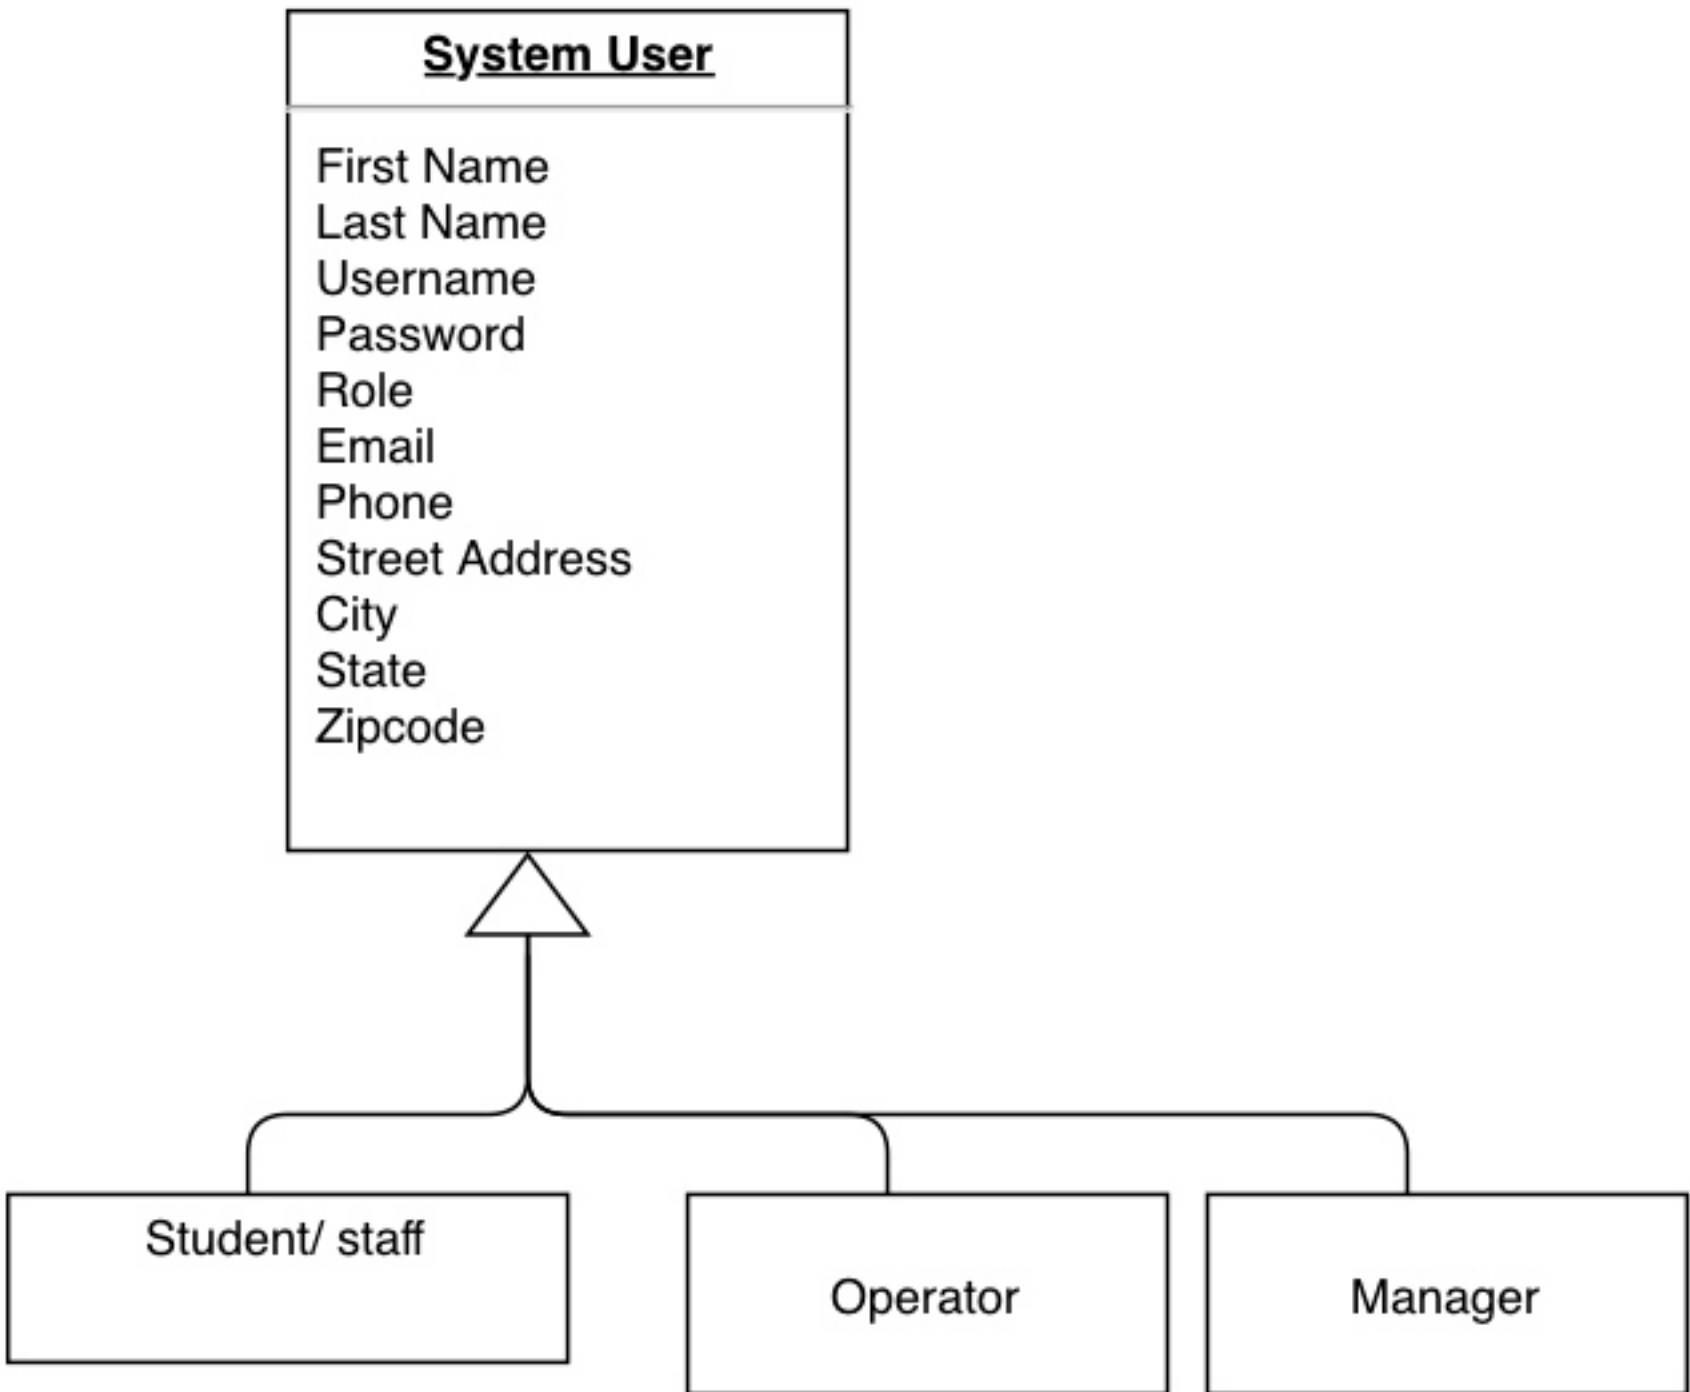 System User
First Name
Last Name
Username
Password
Role
Email
Phone
Street Address
City
State
Zipcode
Student/ staff
Operator
Manager